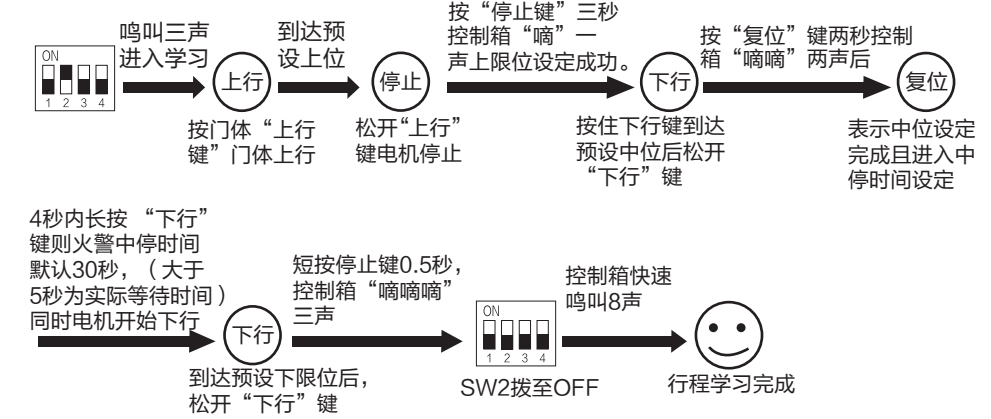 ON
1 2 3 4
鸣叫三声
进入学习
上行
按门体“上行
键”门体上行
到达预
设上位
停止
松开“上行”
键电机停止
按“停止键”三秒
控制箱“嘀”一
声上限位设定成功。
下行
按住下行键到达
预设中位后松开
“下行”键
按“复位”键两秒控制
箱“嘀嘀”两声后
复位
表示中位设定
完成且进入中
停时间设定
4秒内长按 “下行”
键则火警中停时间
默认30秒，（大于
5秒为实际等待时间）
同时电机开始下行
下行
到达预设下限位后，
松开“下行”键
短按停止键0.5秒，
控制箱“嘀嘀嘀”
三声
ON
1 2 3 4
SW2拨至OFF
控制箱快速
鸣叫8声
行程学习完成